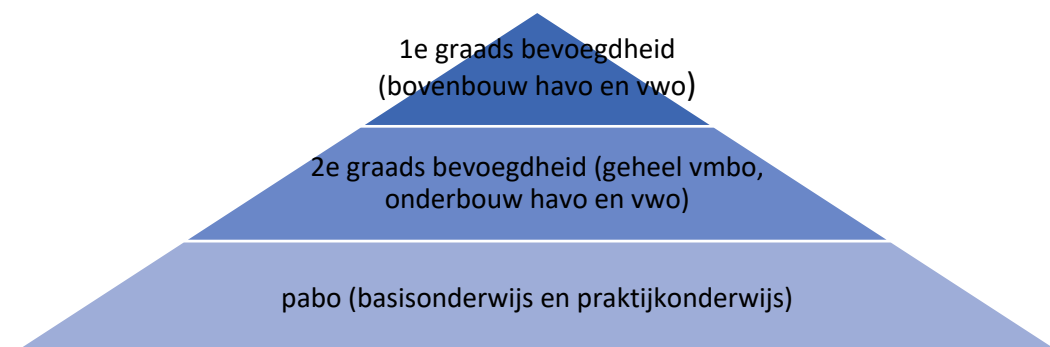 1e graads bevoegdheid
(bovenbouw havo en vwo)
2e graads bevoegdheid (geheel vmbo,
onderbouw havo en vwo)
pabo (basisonderwijs en praktijkonderwijs)